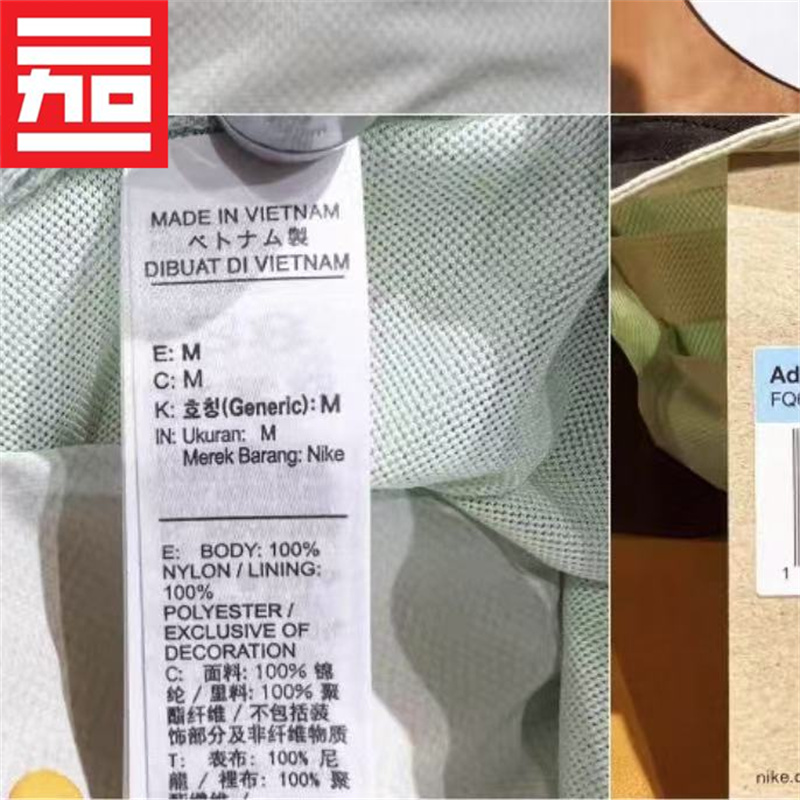 加一
MADE IN VIETNAM
ベトナム製
DIBUAT DI VIETNAM
E: M
C: M
K: 호칭(Generic): M
IN: Ukuran: M
Merek Barang: Nike
E: BODY: 100%
NYLON / LINING:
100%
POLYESTER /
EXCLUSIVE OF
DECORATION
C: 面料: 100% 锦
纶 / 里料: 100% 聚
酯纤维 / 不包括装
饰部分及非纤维物质
T: 表布: 100% 尼
龍 / 裡布: 100% 聚
Ad
FQ6
1
nike.c